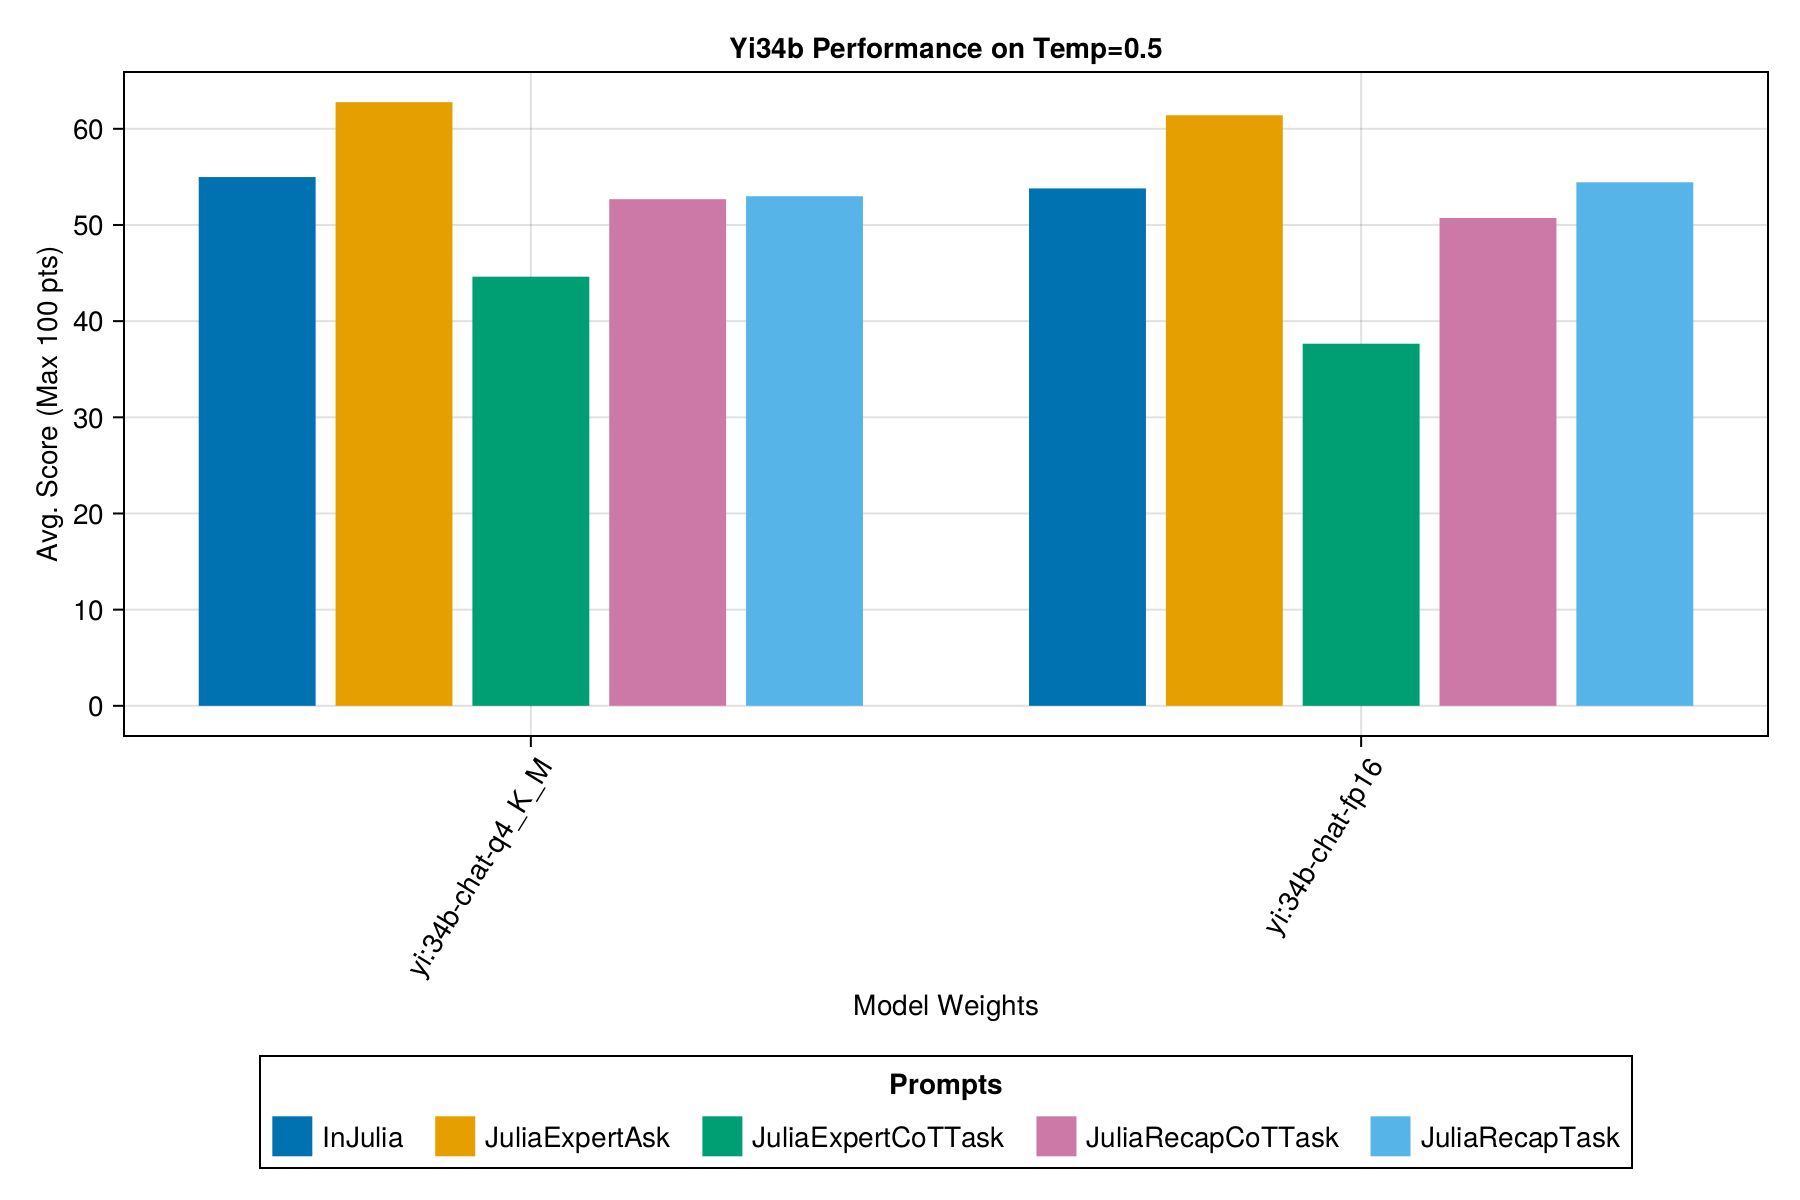 Yi34b Performance on Temp=0.5
Avg. Score (Max 100 pts)
60
50
40
30
20
10
0
yi:34b-chat-q4_K_M
yi:34b-chat-fp16
Model Weights
Prompts
InJulia
JuliaExpertAsk
JuliaExpertCoTTask
JuliaRecapCoTTask
JuliaRecapTask